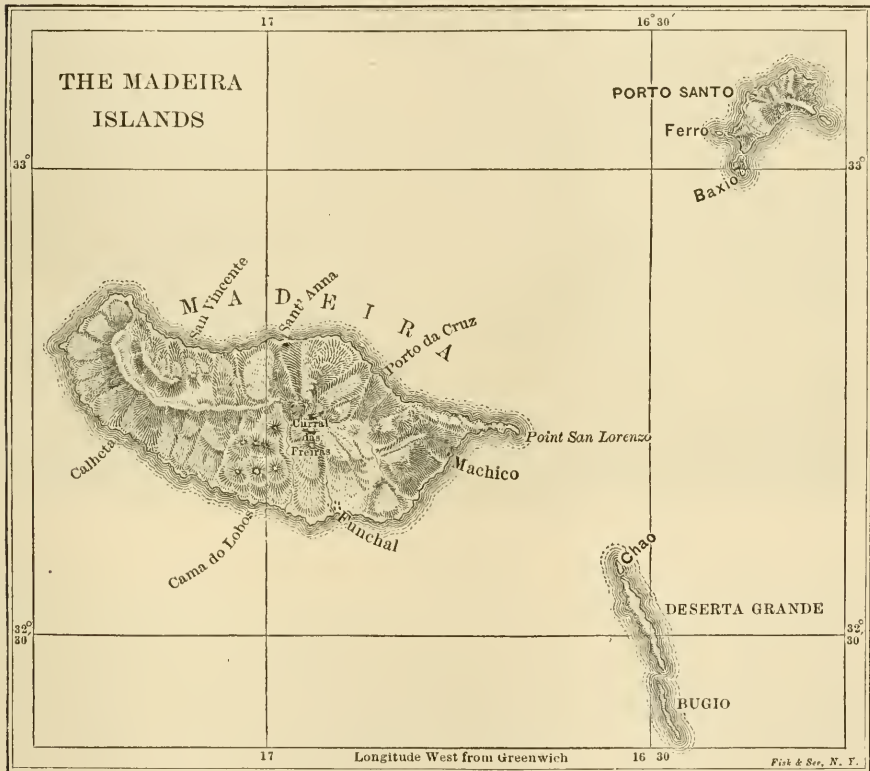 17
16°30′
THE MADEIRA
ISLANDS
PORTO SANTO
Ferro
33°
33°
Baxio
MADEIRA
San Vincente
Sant' Anna
Porto da Cruz
Curral
das
Freiras
Point San Lorenzo
Calheta
Machico
Cama do Lobos
Funchal
Chao
DESERTA GRANDE
32°
30′
32°
30′
BUGIO
17
Longitude West from Greenwich
16 30
Fisk & See, N. Y.